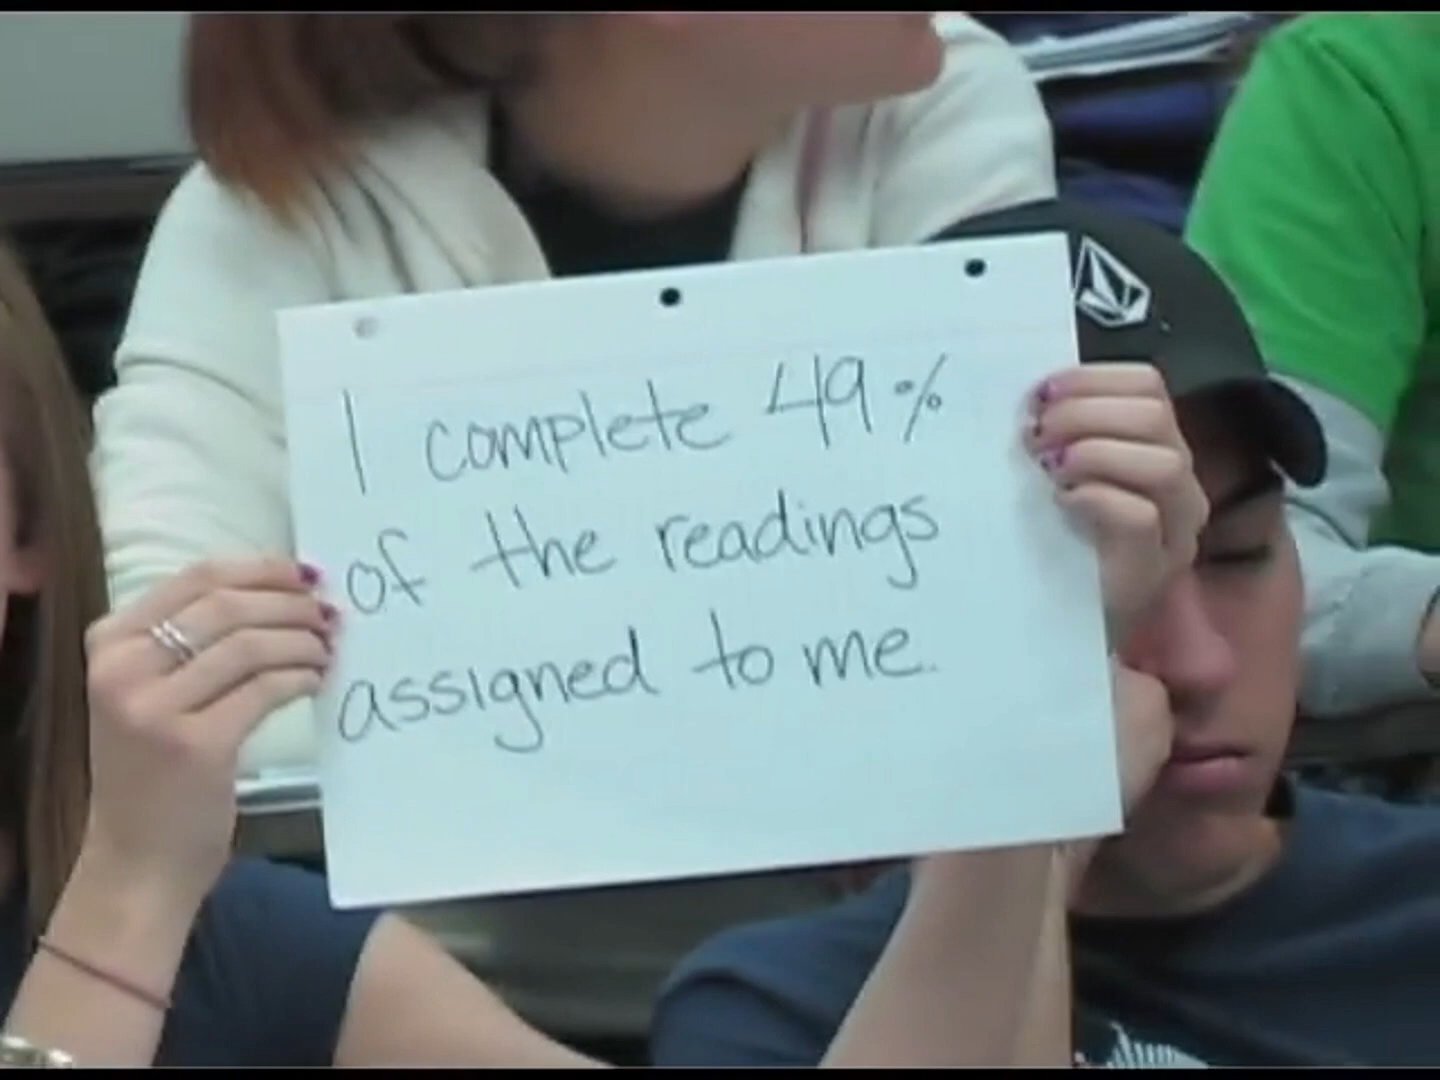 I complete 49%
of the readings
assigned to me.